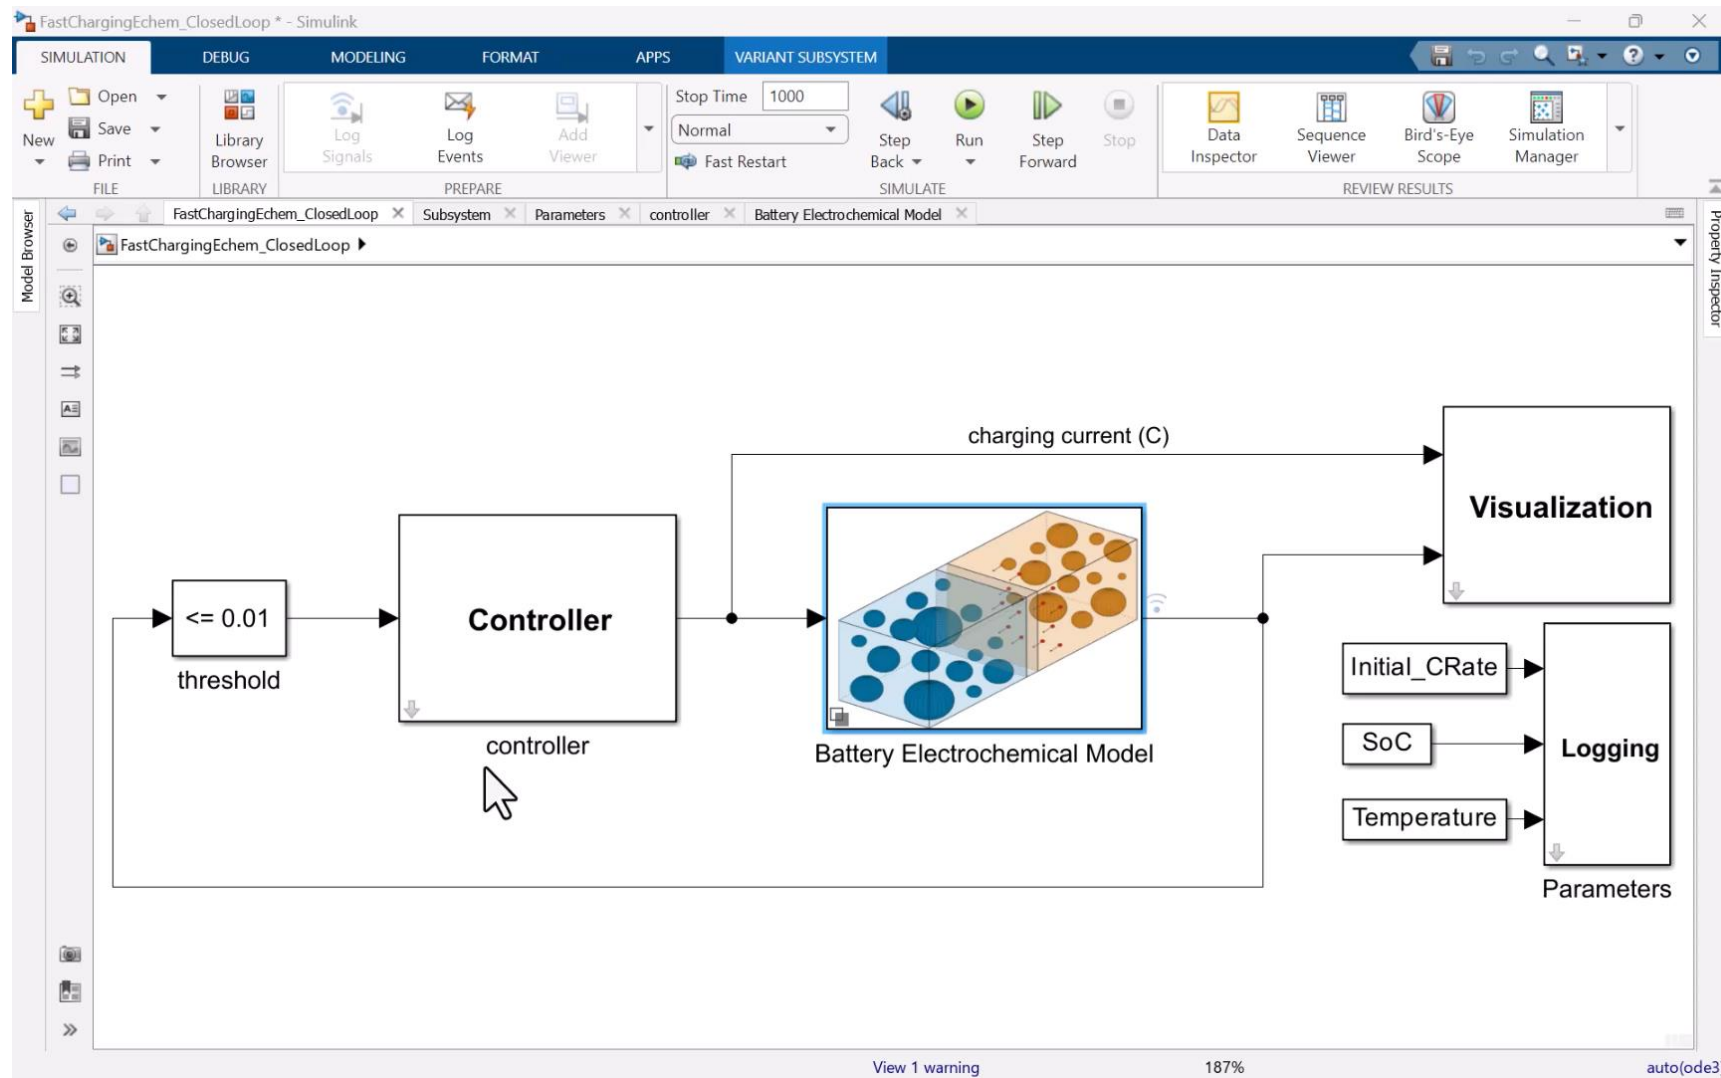 FastChargingEchem_ClosedLoop * - Simulink
SIMULATION DEBUG MODELING FORMAT APPS VARIANT SUBSYSTEM
New
Open
Save
Print
FILE
Library
Browser
LIBRARY
Log
Signals
Log
Events
Add
Viewer
PREPARE
Stop Time 1000
Normal
Fast Restart
Step
Back
Run
Step
Forward
Stop
SIMULATE
Data
Inspector
Sequence
Viewer
Bird's-Eye
Scope
Simulation
Manager
REVIEW RESULTS
Model Browser
FastChargingEchem_ClosedLoop Subsystem Parameters controller Battery Electrochemical Model
FastChargingEchem_ClosedLoop
Property Inspector
charging current (C)
Visualization
<= 0.01
threshold
Controller
controller
Battery Electrochemical Model
Initial_CRate
SoC
Temperature
Logging
Parameters
View 1 warning 187% auto(ode3